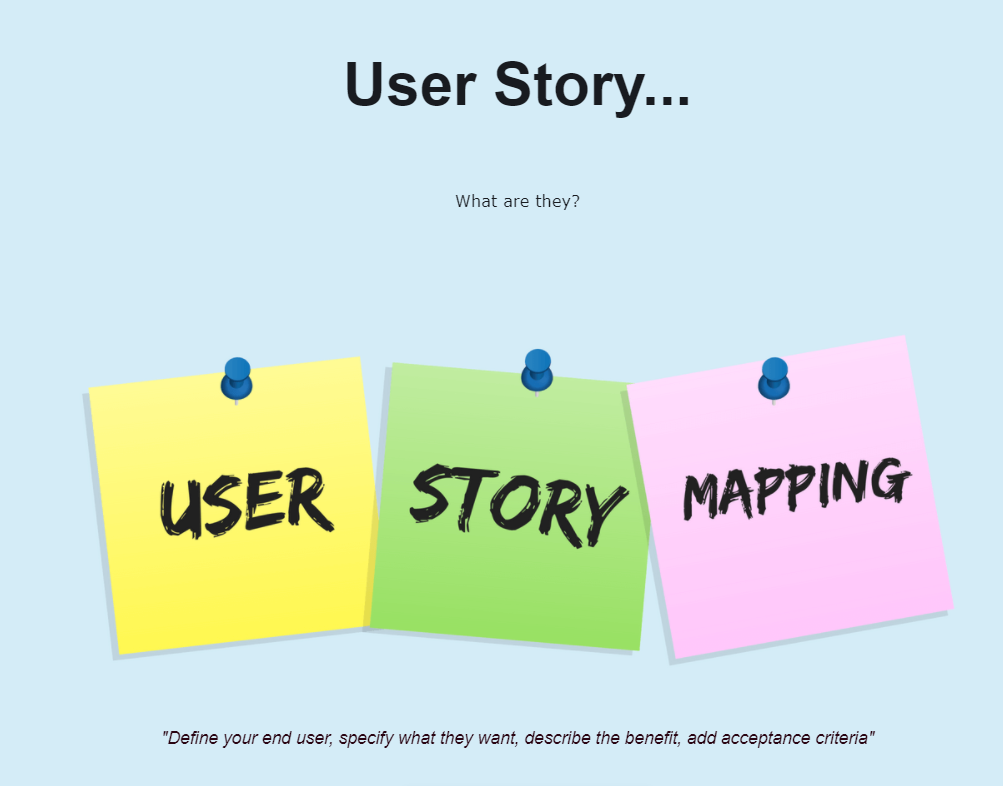 User Story...
What are they?
USER
STORY
MAPPING
"Define your end user, specify what they want, describe the benefit, add acceptance criteria"